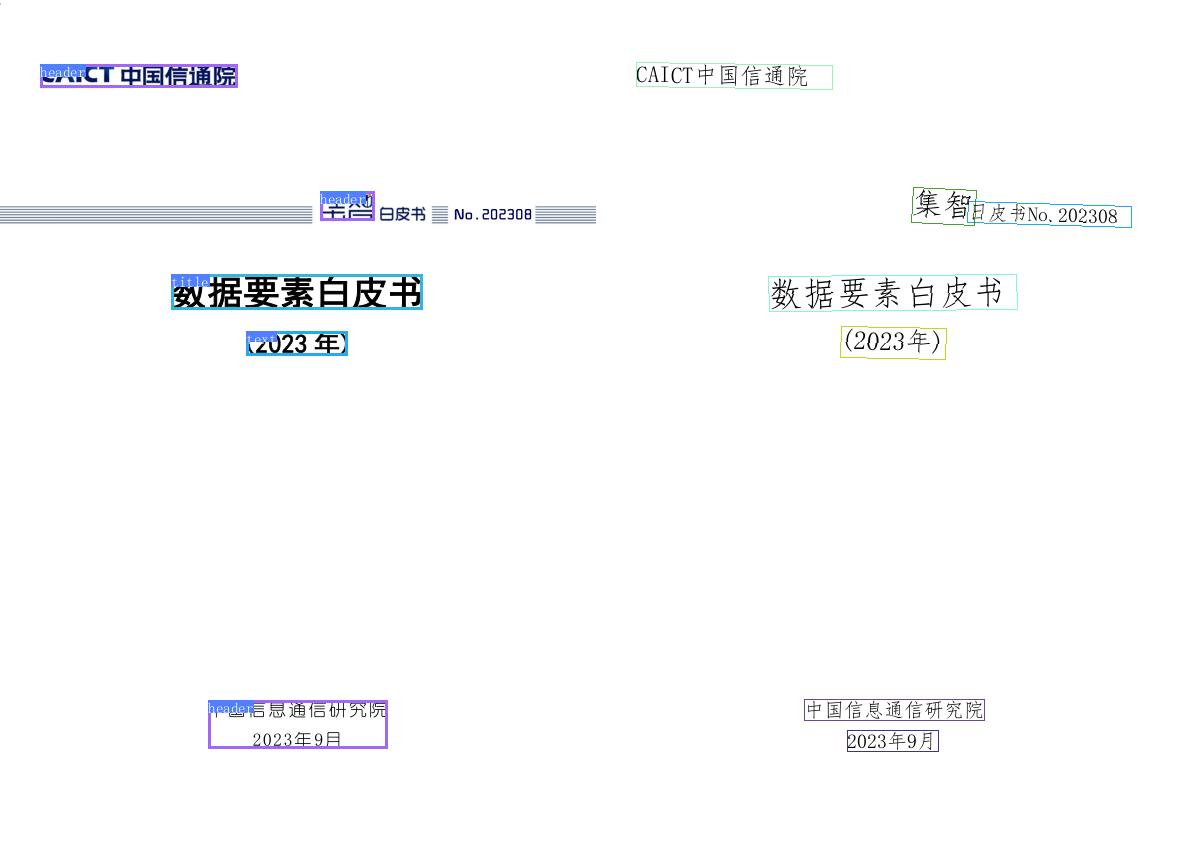 header
CAICT 中国信通院
header
白皮书 No.202308
title
数据要素白皮书
text
(2023 年)
header
中国信息通信研究院
2023年9月
CAICT中国信通院
集智
日皮书No、202308
数据要素白皮书
(2023年)
中国信息通信研究院
2023年9月